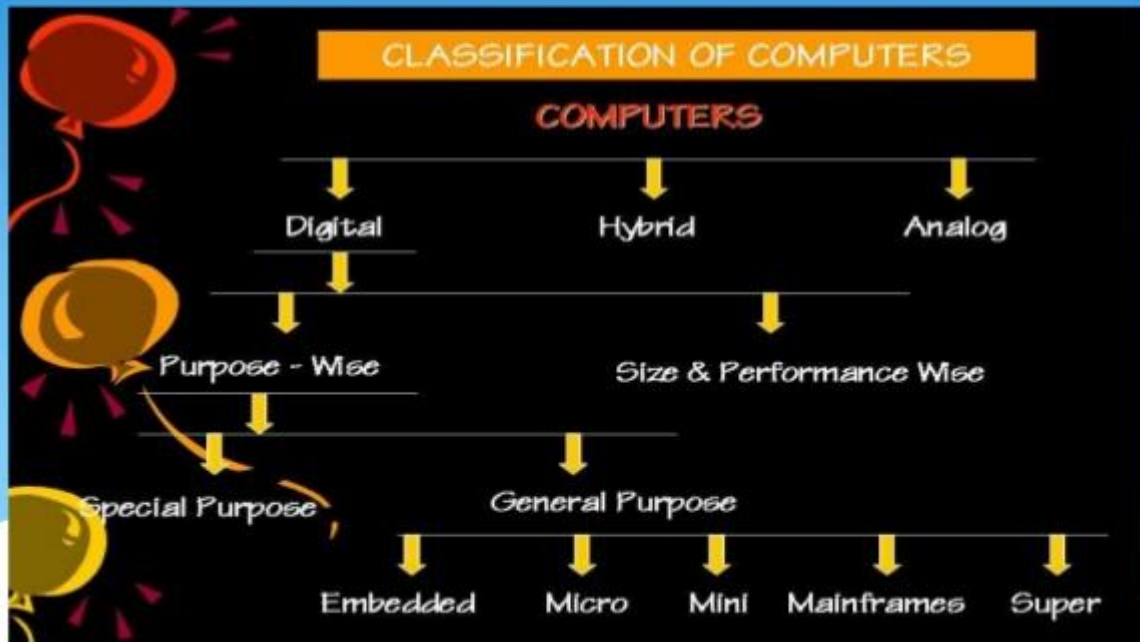 CLASSIFICATION OF COMPUTERS
COMPUTERS
Digital Hybrid Analog
Purpose - Wise Size & Performance Wise
Special Purpose General Purpose
Embedded Micro Mini Mainframes Super